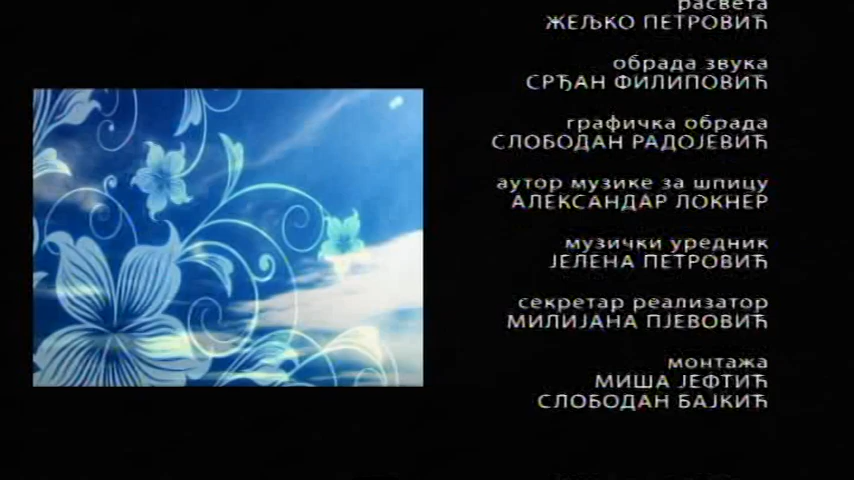 расвета
ЖЕЉКО ПЕТРОВИЋ
обрада звука
СРЂАН ФИЛИПОВИЋ
графичка обрада
СЛОБОДАН РАДОЈЕВИЋ
аутор музике за шпицу
АЛЕКСАНДАР ЛОКНЕР
музички уредник
ЈЕЛЕНА ПЕТРОВИЋ
секретар реализатор
МИЛИЈАНА ПЈЕВОВИЋ
монтажа
МИША ЈЕФТИЋ
СЛОБОДАН БАЈКИЋ